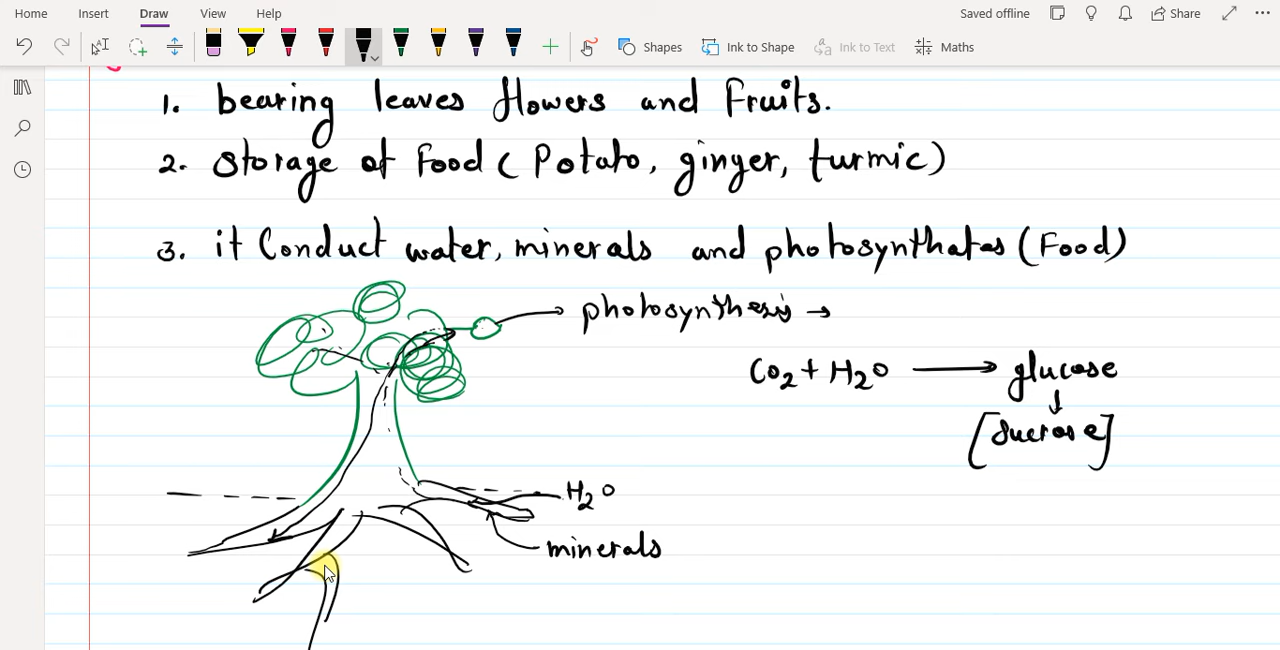 Home Insert Draw View Help Saved offline Share
Shapes Ink to Shape Ink to Text Maths
1. bearing leaves flowers and Fruits.
2. Storage of Food (Potato, ginger, turmic)
3. it Conduct water, minerals and photosynthates (Food)
photosynthesis →
CO2 + H2O → glucose
↓
[Sucrose]
H2O
minerals